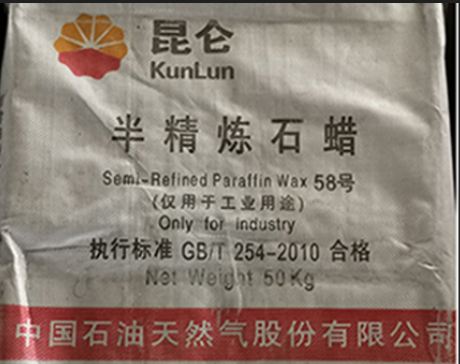 昆仑
KunLun
半精炼石蜡
Semi-Refined Paraffin Wax 58号
(仅用于工业用途)
Only for industry
执行标准 GB/T 254-2010 合格
Net Weight 50Kg
中国石油天然气股份有限公司